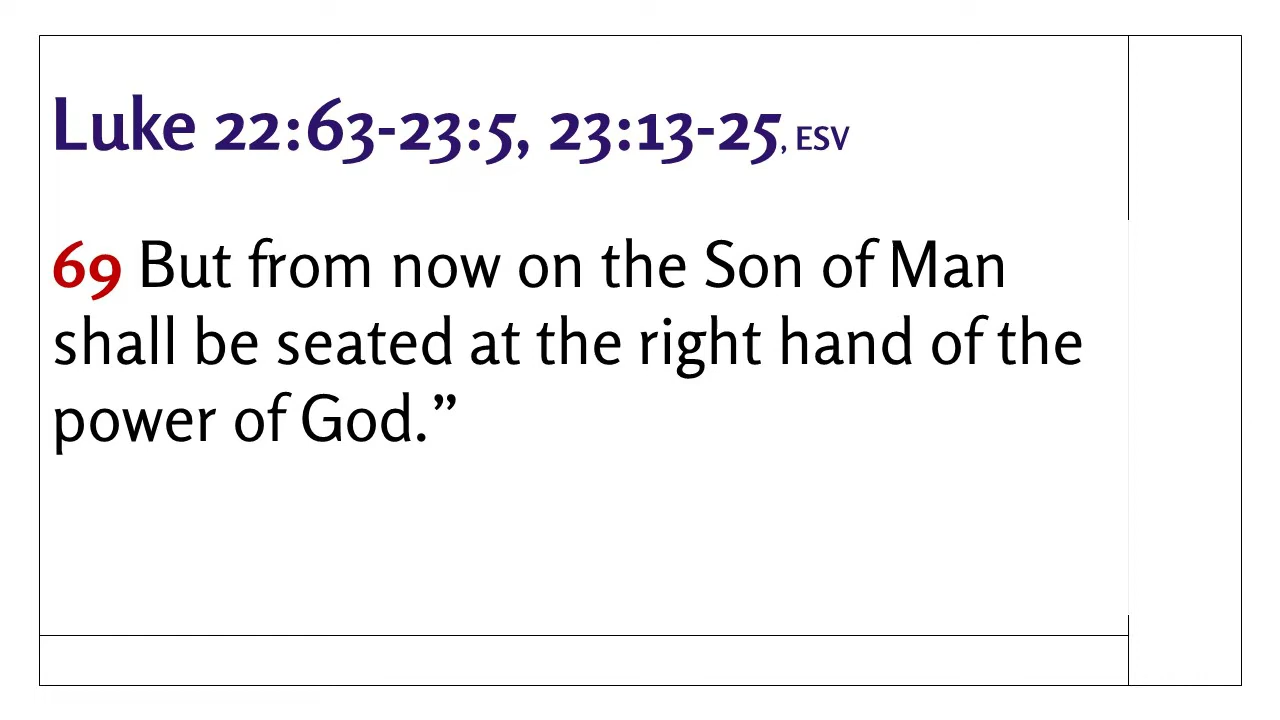 Luke 22:63-23:5, 23:13-25, ESV
69 But from now on the Son of Man
shall be seated at the right hand of the
power of God.”